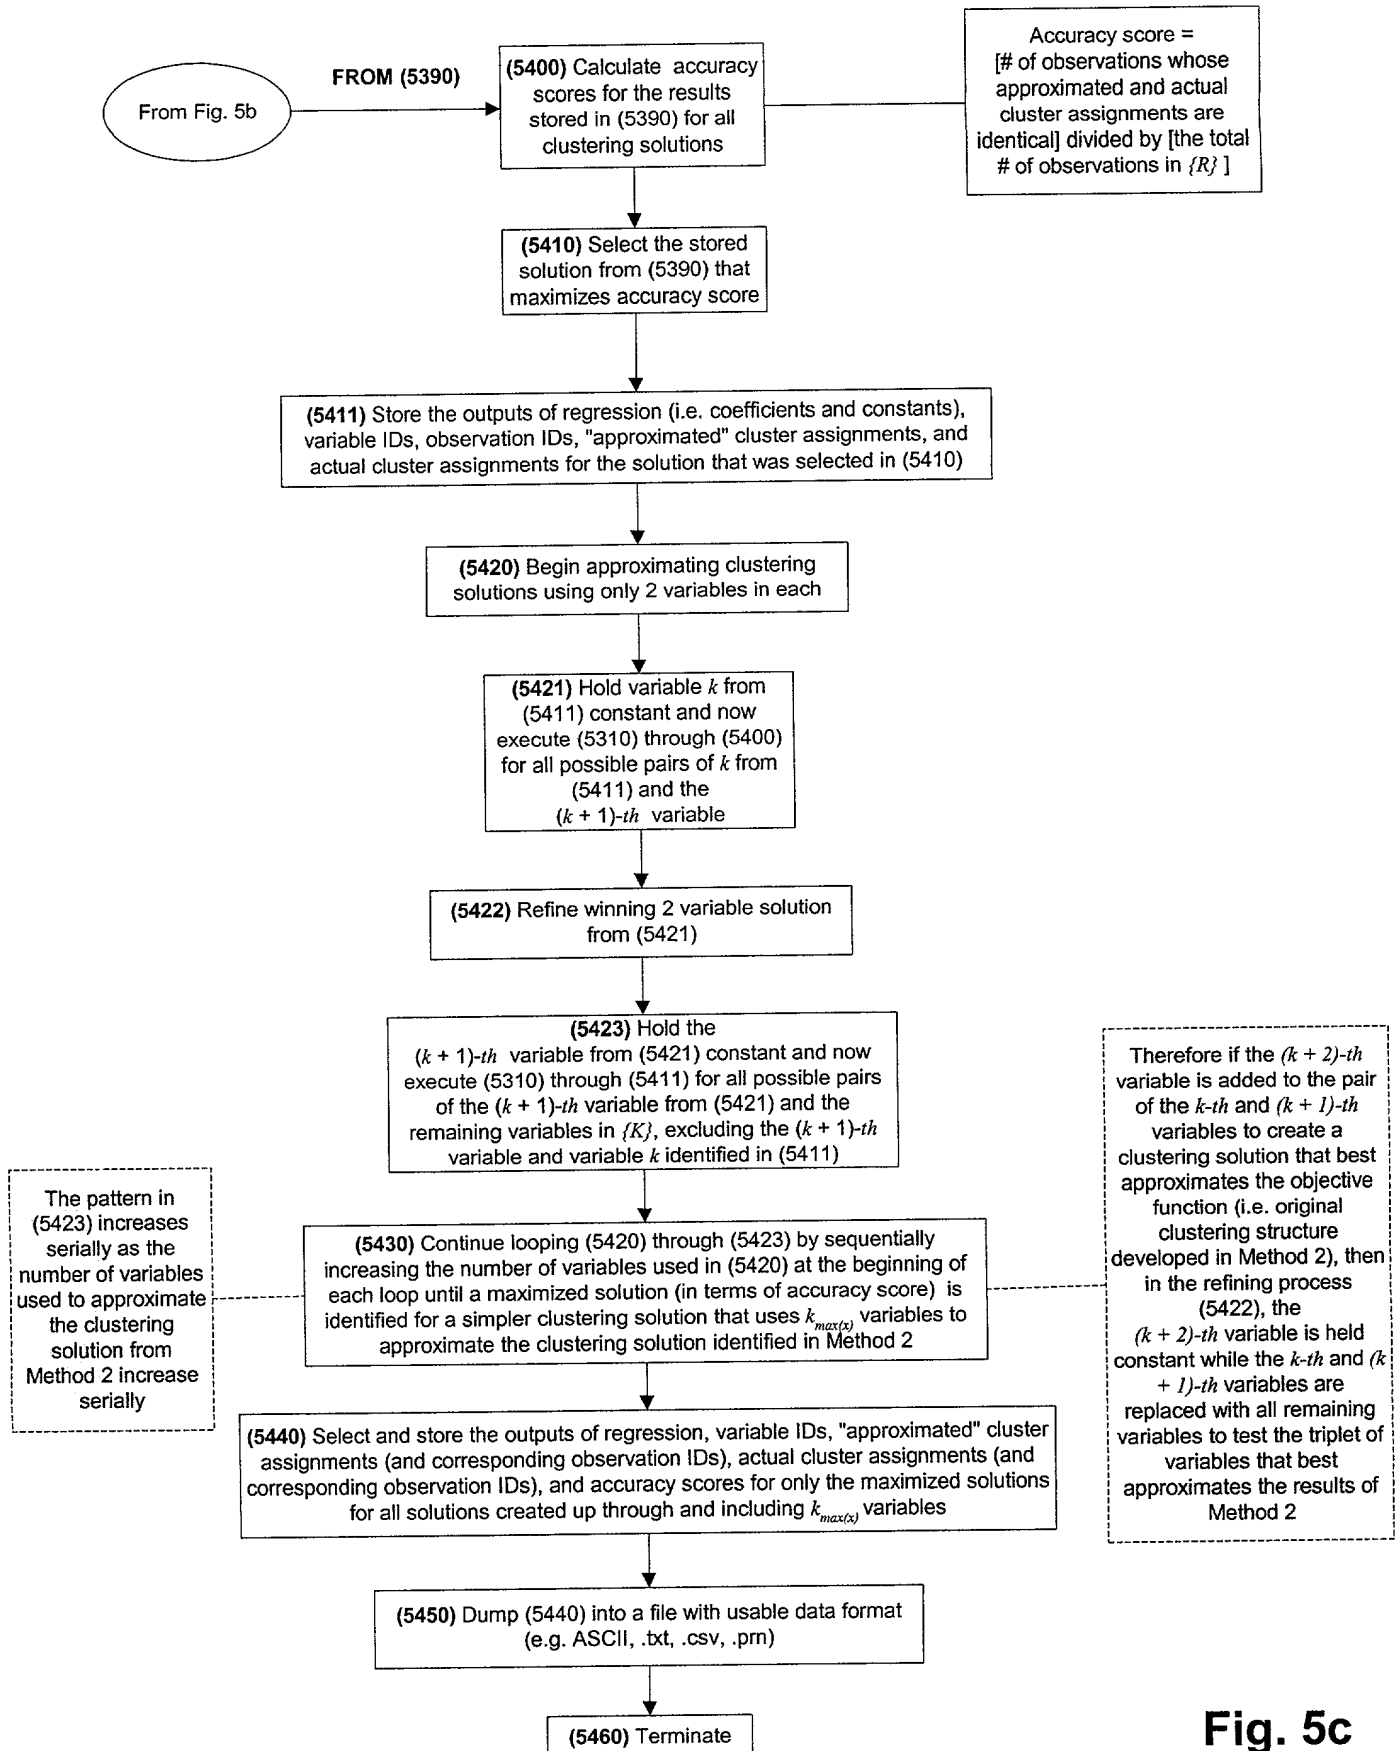 From Fig. 5b
FROM (5390)
(5400) Calculate accuracy
scores for the results
stored in (5390) for all
clustering solutions
Accuracy score =
[# of observations whose
approximated and actual
cluster assignments are
identical] divided by [the total
# of observations in {R} ]
(5410) Select the stored
solution from (5390) that
maximizes accuracy score
(5411) Store the outputs of regression (i.e. coefficients and constants),
variable IDs, observation IDs, "approximated" cluster assignments, and
actual cluster assignments for the solution that was selected in (5410)
(5420) Begin approximating clustering
solutions using only 2 variables in each
(5421) Hold variable k from
(5411) constant and now
execute (5310) through (5400)
for all possible pairs of k from
(5411) and the
(k + 1)-th variable
(5422) Refine winning 2 variable solution
from (5421)
(5423) Hold the
(k + 1)-th variable from (5421) constant and now
execute (5310) through (5411) for all possible pairs
of the (k + 1)-th variable from (5421) and the
remaining variables in {K}, excluding the (k + 1)-th
variable and variable k identified in (5411)
The pattern in
(5423) increases
serially as the
number of variables
used to approximate
the clustering
solution from
Method 2 increase
serially
(5430) Continue looping (5420) through (5423) by sequentially
increasing the number of variables used in (5420) at the beginning of
each loop until a maximized solution (in terms of accuracy score) is
identified for a simpler clustering solution that uses kmax(x) variables to
approximate the clustering solution identified in Method 2
Therefore if the (k + 2)-th
variable is added to the pair
of the k-th and (k + 1)-th
variables to create a
clustering solution that best
approximates the objective
function (i.e. original
clustering structure
developed in Method 2), then
in the refining process
(5422), the
(k + 2)-th variable is held
constant while the k-th and (k
+ 1)-th variables are
replaced with all remaining
variables to test the triplet of
variables that best
approximates the results of
Method 2
(5440) Select and store the outputs of regression, variable IDs, "approximated" cluster
assignments (and corresponding observation IDs), actual cluster assignments (and
corresponding observation IDs), and accuracy scores for only the maximized solutions
for all solutions created up through and including kmax(x) variables
(5450) Dump (5440) into a file with usable data format
(e.g. ASCII, .txt, .csv, .prn)
(5460) Terminate
Fig. 5c